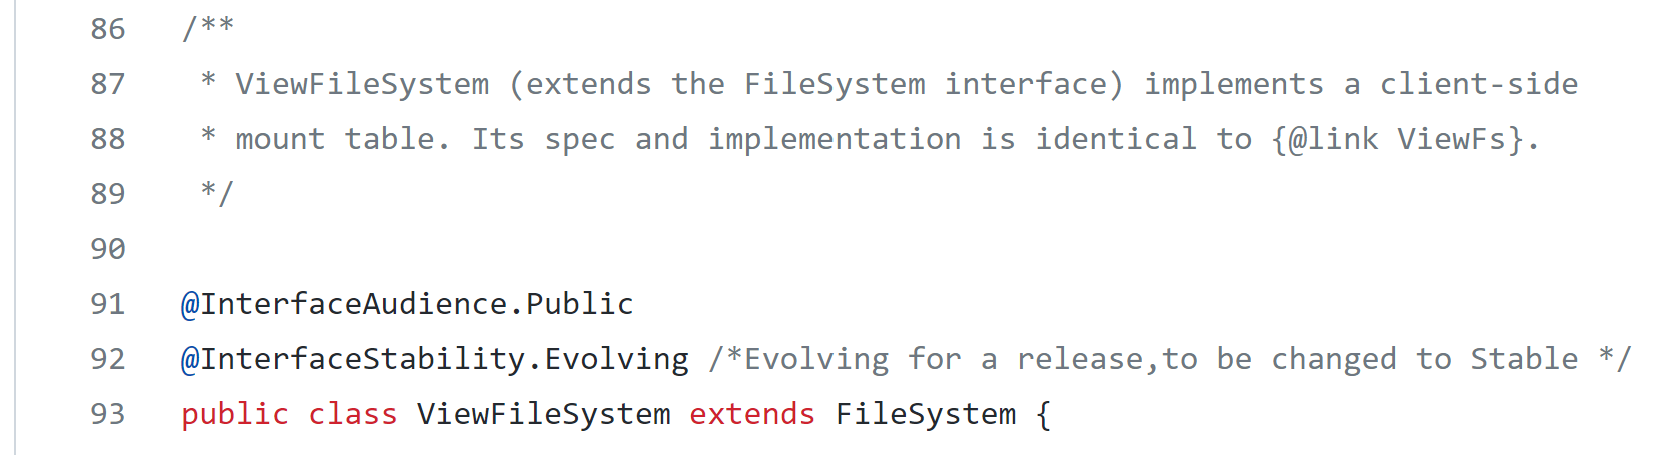 86 /**
87 * ViewFileSystem (extends the FileSystem interface) implements a client-side
88 * mount table. Its spec and implementation is identical to {@link ViewFs}.
89 */
90
91 @InterfaceAudience.Public
92 @InterfaceStability.Evolving /*Evolving for a release,to be changed to Stable */
93 public class ViewFileSystem extends FileSystem {